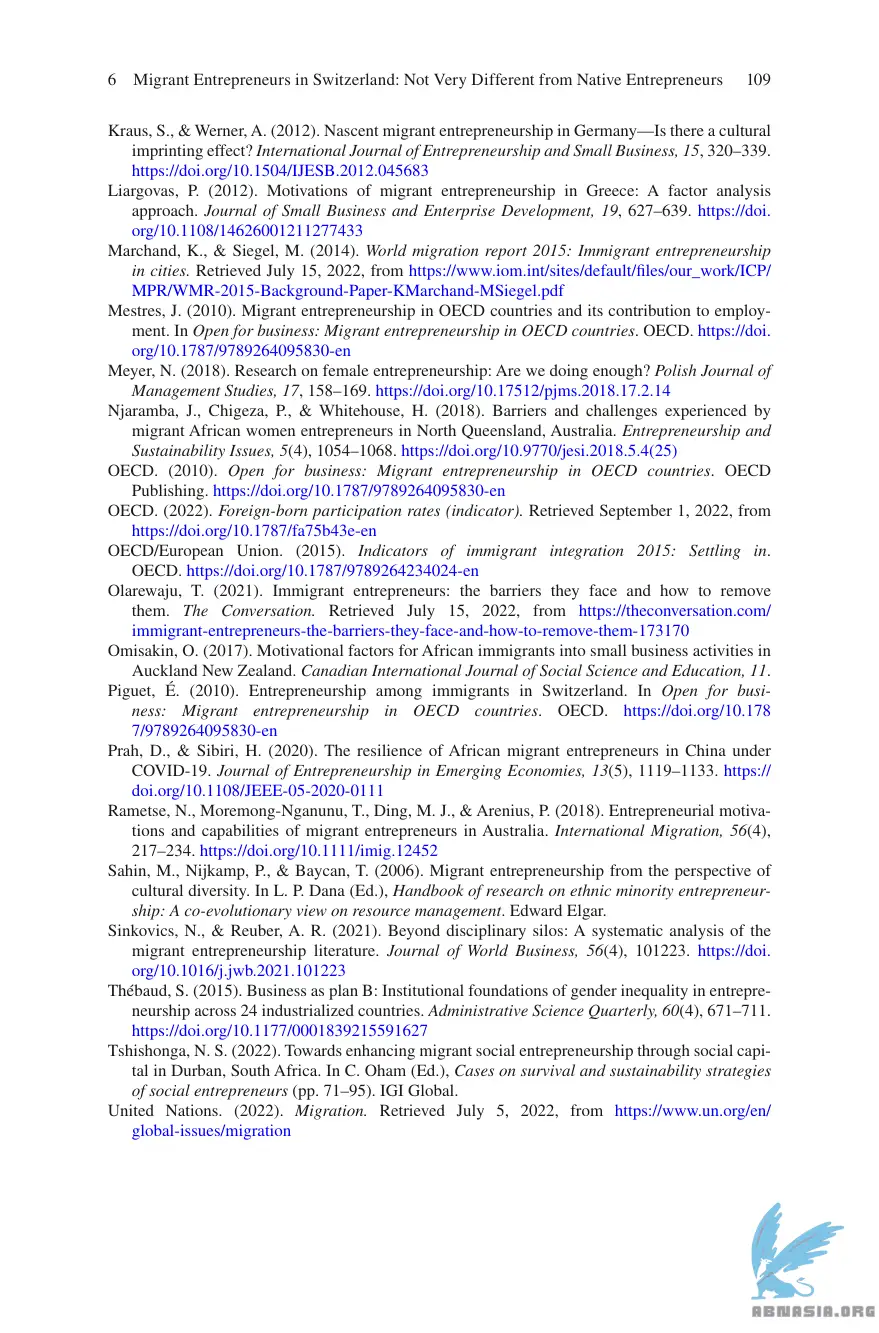 6 Migrant Entrepreneurs in Switzerland: Not Very Different from Native Entrepreneurs 109
Kraus, S., & Werner, A. (2012). Nascent migrant entrepreneurship in Germany—Is there a cultural
imprinting effect? International Journal of Entrepreneurship and Small Business, 15, 320–339.
https://doi.org/10.1504/IJESB.2012.045683
Liargovas, P. (2012). Motivations of migrant entrepreneurship in Greece: A factor analysis
approach. Journal of Small Business and Enterprise Development, 19, 627–639. https://doi.
org/10.1108/14626001211277433
Marchand, K., & Siegel, M. (2014). World migration report 2015: Immigrant entrepreneurship
in cities. Retrieved July 15, 2022, from https://www.iom.int/sites/default/files/our_work/ICP/
MPR/WMR-2015-Background-Paper-KMarchand-MSiegel.pdf
Mestres, J. (2010). Migrant entrepreneurship in OECD countries and its contribution to employ-
ment. In Open for business: Migrant entrepreneurship in OECD countries. OECD. https://doi.
org/10.1787/9789264095830-en
Meyer, N. (2018). Research on female entrepreneurship: Are we doing enough? Polish Journal of
Management Studies, 17, 158–169. https://doi.org/10.17512/pjms.2018.17.2.14
Njaramba, J., Chigeza, P., & Whitehouse, H. (2018). Barriers and challenges experienced by
migrant African women entrepreneurs in North Queensland, Australia. Entrepreneurship and
Sustainability Issues, 5(4), 1054–1068. https://doi.org/10.9770/jesi.2018.5.4(25)
OECD. (2010). Open for business: Migrant entrepreneurship in OECD countries. OECD
Publishing. https://doi.org/10.1787/9789264095830-en
OECD. (2022). Foreign-born participation rates (indicator). Retrieved September 1, 2022, from
https://doi.org/10.1787/fa75b43e-en
OECD/European Union. (2015). Indicators of immigrant integration 2015: Settling in.
OECD. https://doi.org/10.1787/9789264234024-en
Olarewaju, T. (2021). Immigrant entrepreneurs: the barriers they face and how to remove
them. The Conversation. Retrieved July 15, 2022, from https://theconversation.com/
immigrant-entrepreneurs-the-barriers-they-face-and-how-to-remove-them-173170
Omisakin, O. (2017). Motivational factors for African immigrants into small business activities in
Auckland New Zealand. Canadian International Journal of Social Science and Education, 11.
Piguet, É. (2010). Entrepreneurship among immigrants in Switzerland. In Open for busi-
ness: Migrant entrepreneurship in OECD countries. OECD. https://doi.org/10.178
7/9789264095830-en
Prah, D., & Sibiri, H. (2020). The resilience of African migrant entrepreneurs in China under
COVID-19. Journal of Entrepreneurship in Emerging Economies, 13(5), 1119–1133. https://
doi.org/10.1108/JEEE-05-2020-0111
Rametse, N., Moremong-Nganunu, T., Ding, M. J., & Arenius, P. (2018). Entrepreneurial motiva-
tions and capabilities of migrant entrepreneurs in Australia. International Migration, 56(4),
217–234. https://doi.org/10.1111/imig.12452
Sahin, M., Nijkamp, P., & Baycan, T. (2006). Migrant entrepreneurship from the perspective of
cultural diversity. In L. P. Dana (Ed.), Handbook of research on ethnic minority entrepreneur-
ship: A co-evolutionary view on resource management. Edward Elgar.
Sinkovics, N., & Reuber, A. R. (2021). Beyond disciplinary silos: A systematic analysis of the
migrant entrepreneurship literature. Journal of World Business, 56(4), 101223. https://doi.
org/10.1016/j.jwb.2021.101223
Thébaud, S. (2015). Business as plan B: Institutional foundations of gender inequality in entrepre-
neurship across 24 industrialized countries. Administrative Science Quarterly, 60(4), 671–711.
https://doi.org/10.1177/0001839215591627
Tshishonga, N. S. (2022). Towards enhancing migrant social entrepreneurship through social capi-
tal in Durban, South Africa. In C. Oham (Ed.), Cases on survival and sustainability strategies
of social entrepreneurs (pp. 71–95). IGI Global.
United Nations. (2022). Migration. Retrieved July 5, 2022, from https://www.un.org/en/
global-issues/migration
ABNASIA.ORG